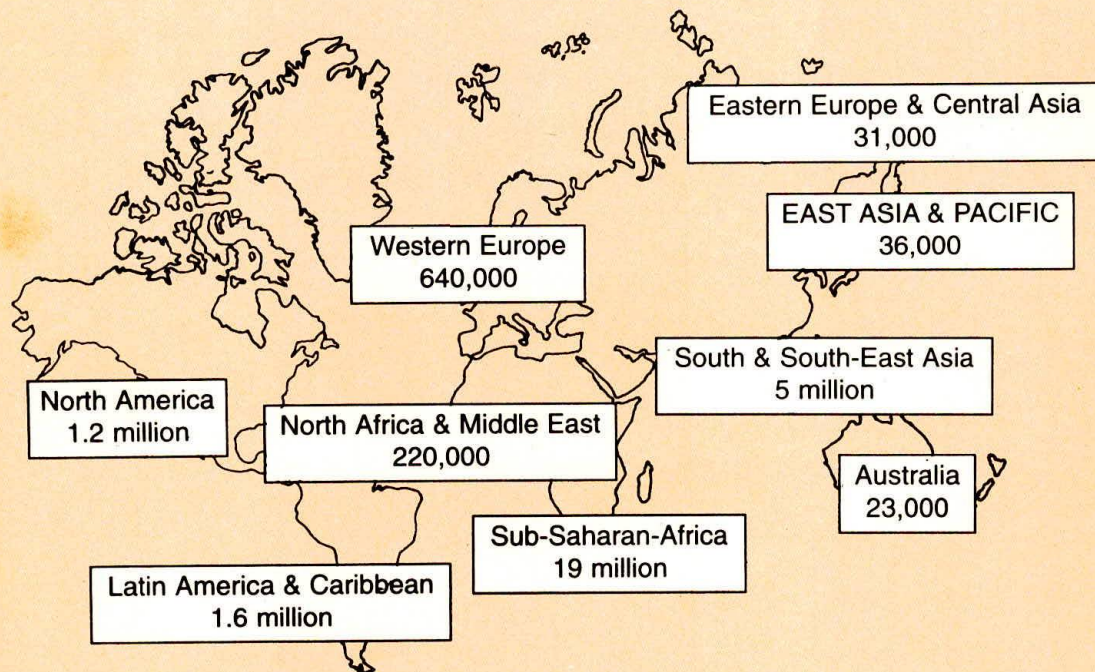 Eastern Europe & Central Asia
31,000
EAST ASIA & PACIFIC
36,000
Western Europe
640,000
South & South-East Asia
5 million
North America
1.2 million
North Africa & Middle East
220,000
Australia
23,000
Sub-Saharan-Africa
19 million
Latin America & Caribbean
1.6 million